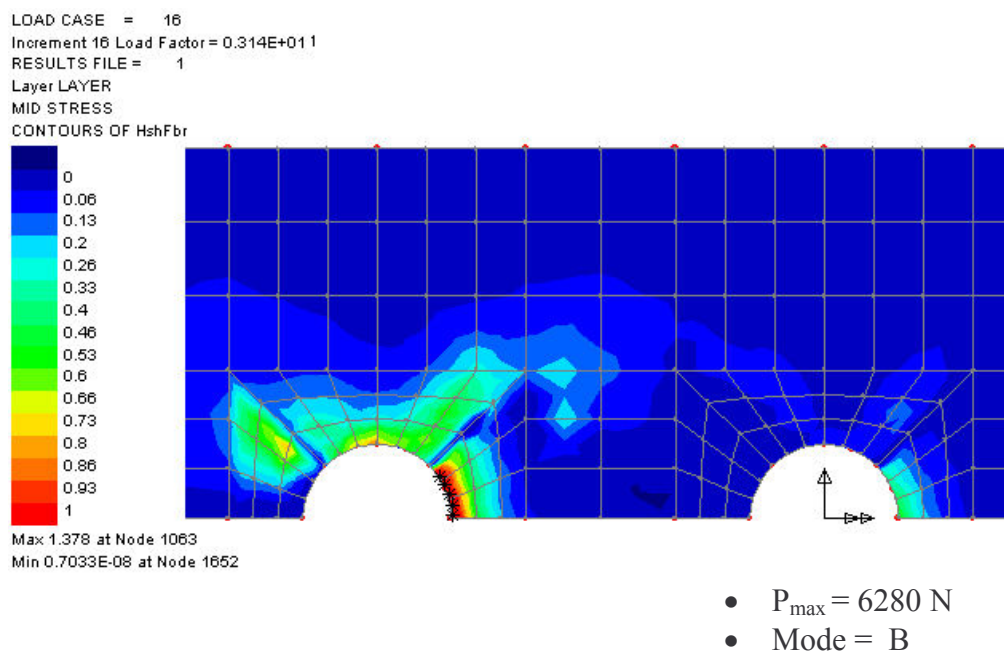 LOAD CASE = 16
Increment 16 Load Factor = 0.314E+01 1
RESULTS FILE = 1
Layer LAYER
MID STRESS
CONTOURS OF HshFbr
0
0.06
0.13
0.2
0.26
0.33
0.4
0.46
0.53
0.6
0.66
0.73
0.8
0.86
0.93
1
Max 1.378 at Node 1063
Min 0.7033E-08 at Node 1652
• Pmax = 6280 N
• Mode = B